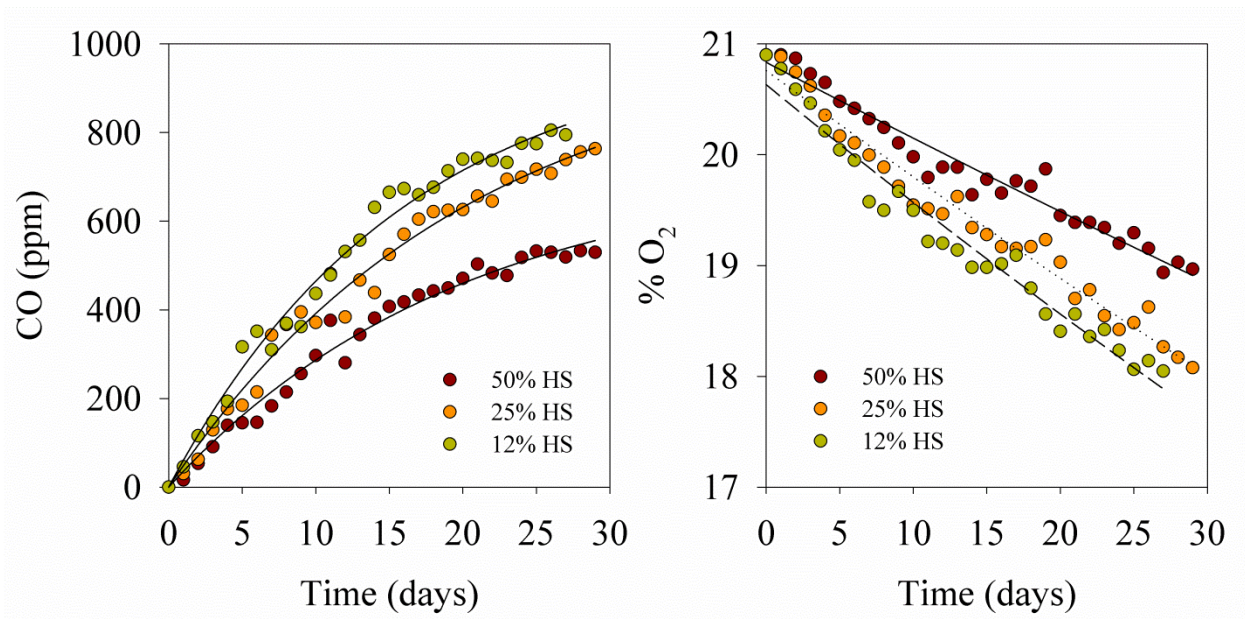 1000
800
600
400
200
0
CO (ppm)
50% HS
25% HS
12% HS
0 5 10 15 20 25 30
Time (days)
21
20
19
18
17
% O₂
50% HS
25% HS
12% HS
0 5 10 15 20 25 30
Time (days)